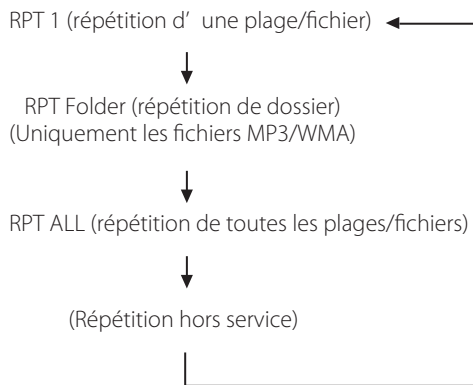 RPT 1 (répétition d’ une plage/fichier)
RPT Folder (répétition de dossier)
(Uniquement les fichiers MP3/WMA)
RPT ALL (répétition de toutes les plages/fichiers)
(Répétition hors service)